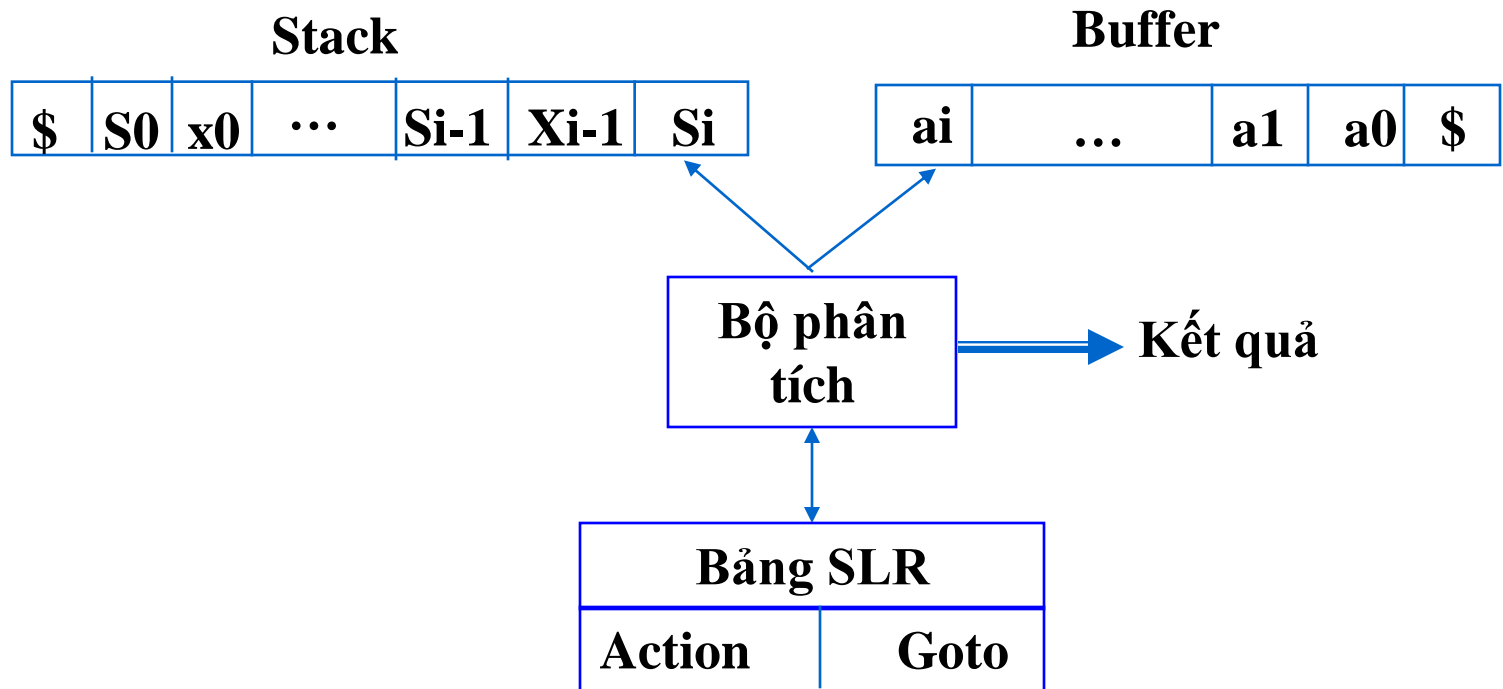 Stack
Buffer
$ S0 x0 … Si-1 Xi-1 Si
ai … a1 a0 $
Bộ phân
tích
Kết quả
Bảng SLR
Action Goto